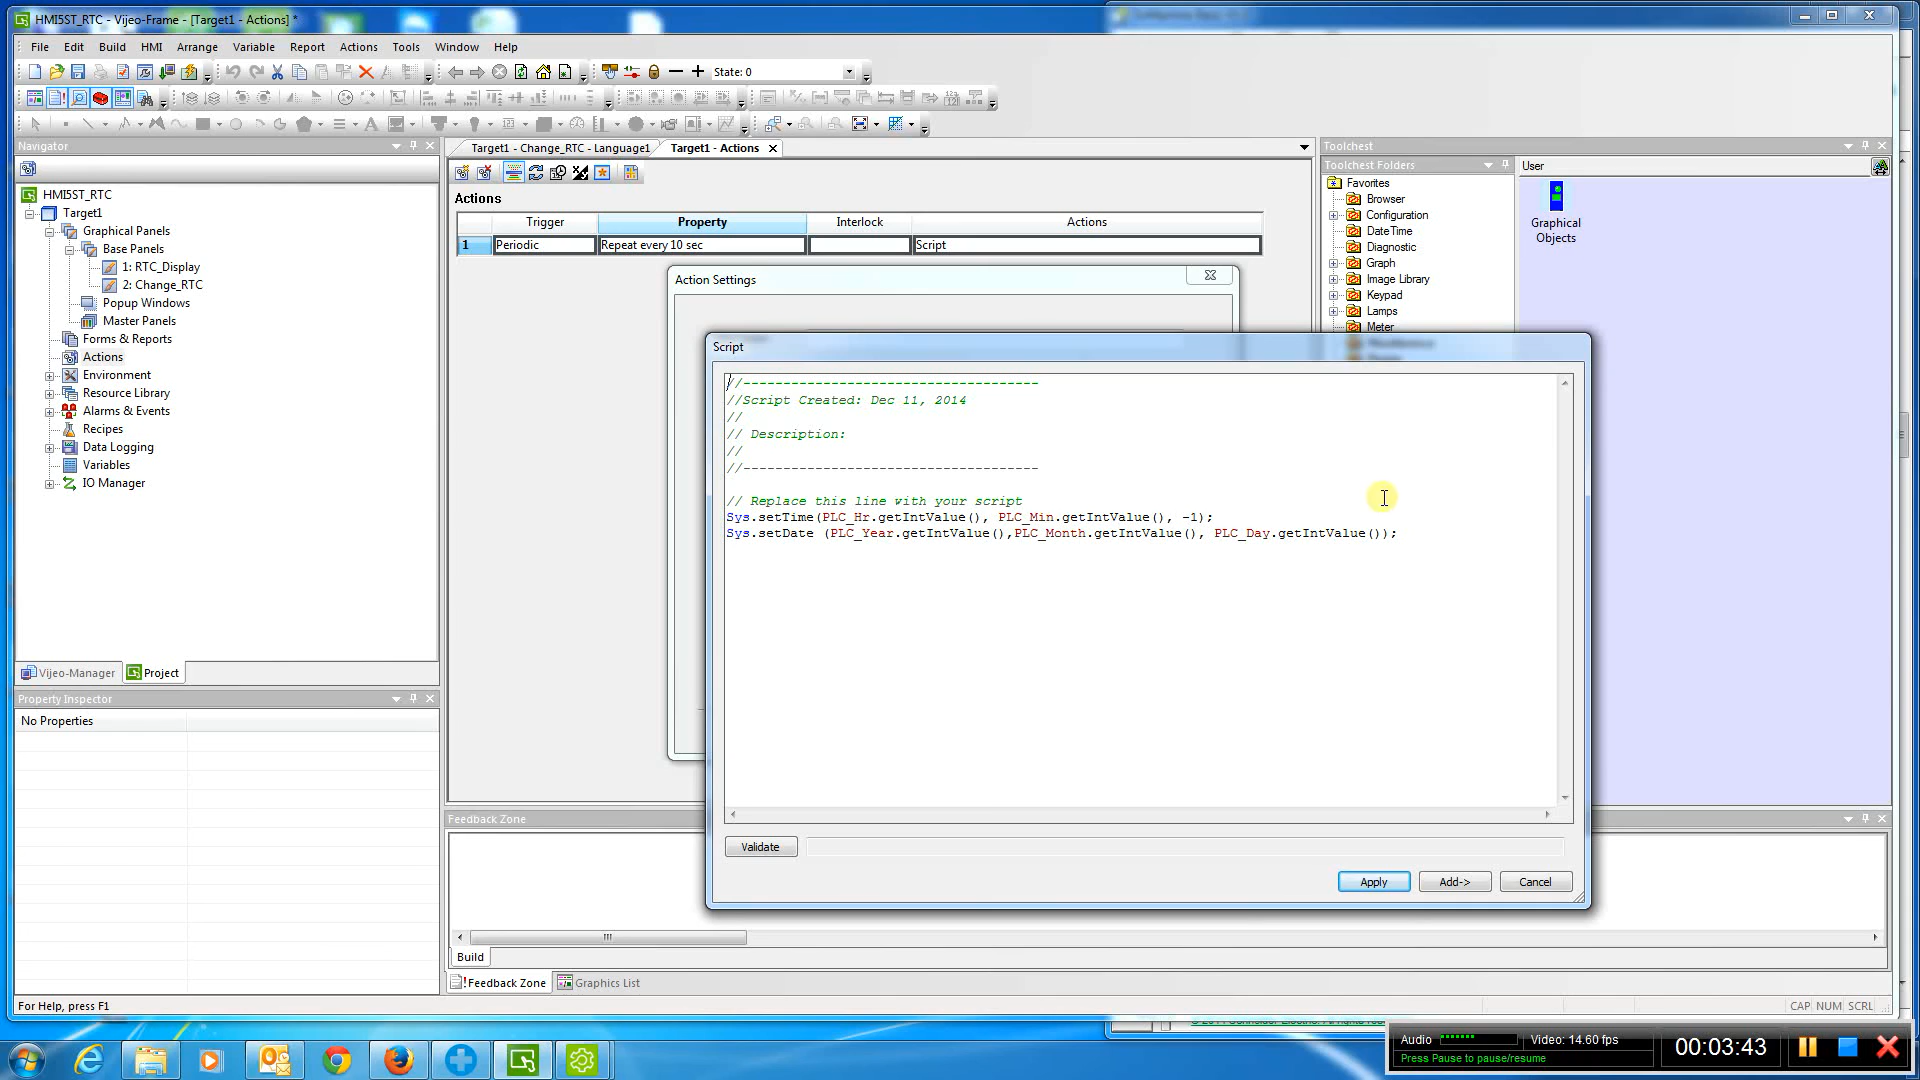 HMI5ST_RTC - Vijeo-Frame - [Target1 - Actions] *
File Edit Build HMI Arrange Variable Report Actions Tools Window Help
State: 0
Navigator
HMI5ST_RTC
Target1
Graphical Panels
Base Panels
1: RTC_Display
2: Change_RTC
Popup Windows
Master Panels
Forms & Reports
Actions
Environment
Resource Library
Alarms & Events
Recipes
Data Logging
Variables
IO Manager
Vijeo-Manager Project
Property Inspector
No Properties
Target1 - Change_RTC - Language1 Target1 - Actions
Actions
Trigger Property Interlock Actions
1 Periodic Repeat every 10 sec Script
Action Settings
Script
//------------------------------------
//Script Created: Dec 11, 2014
//
// Description:
//
//------------------------------------
// Replace this line with your script
Sys.setTime(PLC_Hr.getIntValue(), PLC_Min.getIntValue(), -1);
Sys.setDate (PLC_Year.getIntValue(),PLC_Month.getIntValue(), PLC_Day.getIntValue());
Validate
Apply Add-> Cancel
Toolchest
Toolchest Folders
Favorites
Browser
Configuration
DateTime
Diagnostic
Graph
Image Library
Keypad
Lamps
Meter
User
Graphical
Objects
Feedback Zone
Build
Feedback Zone Graphics List
For Help, press F1
CAP NUM SCRL
Audio Video: 14.60 fps
Press Pause to pause/resume
00:03:43